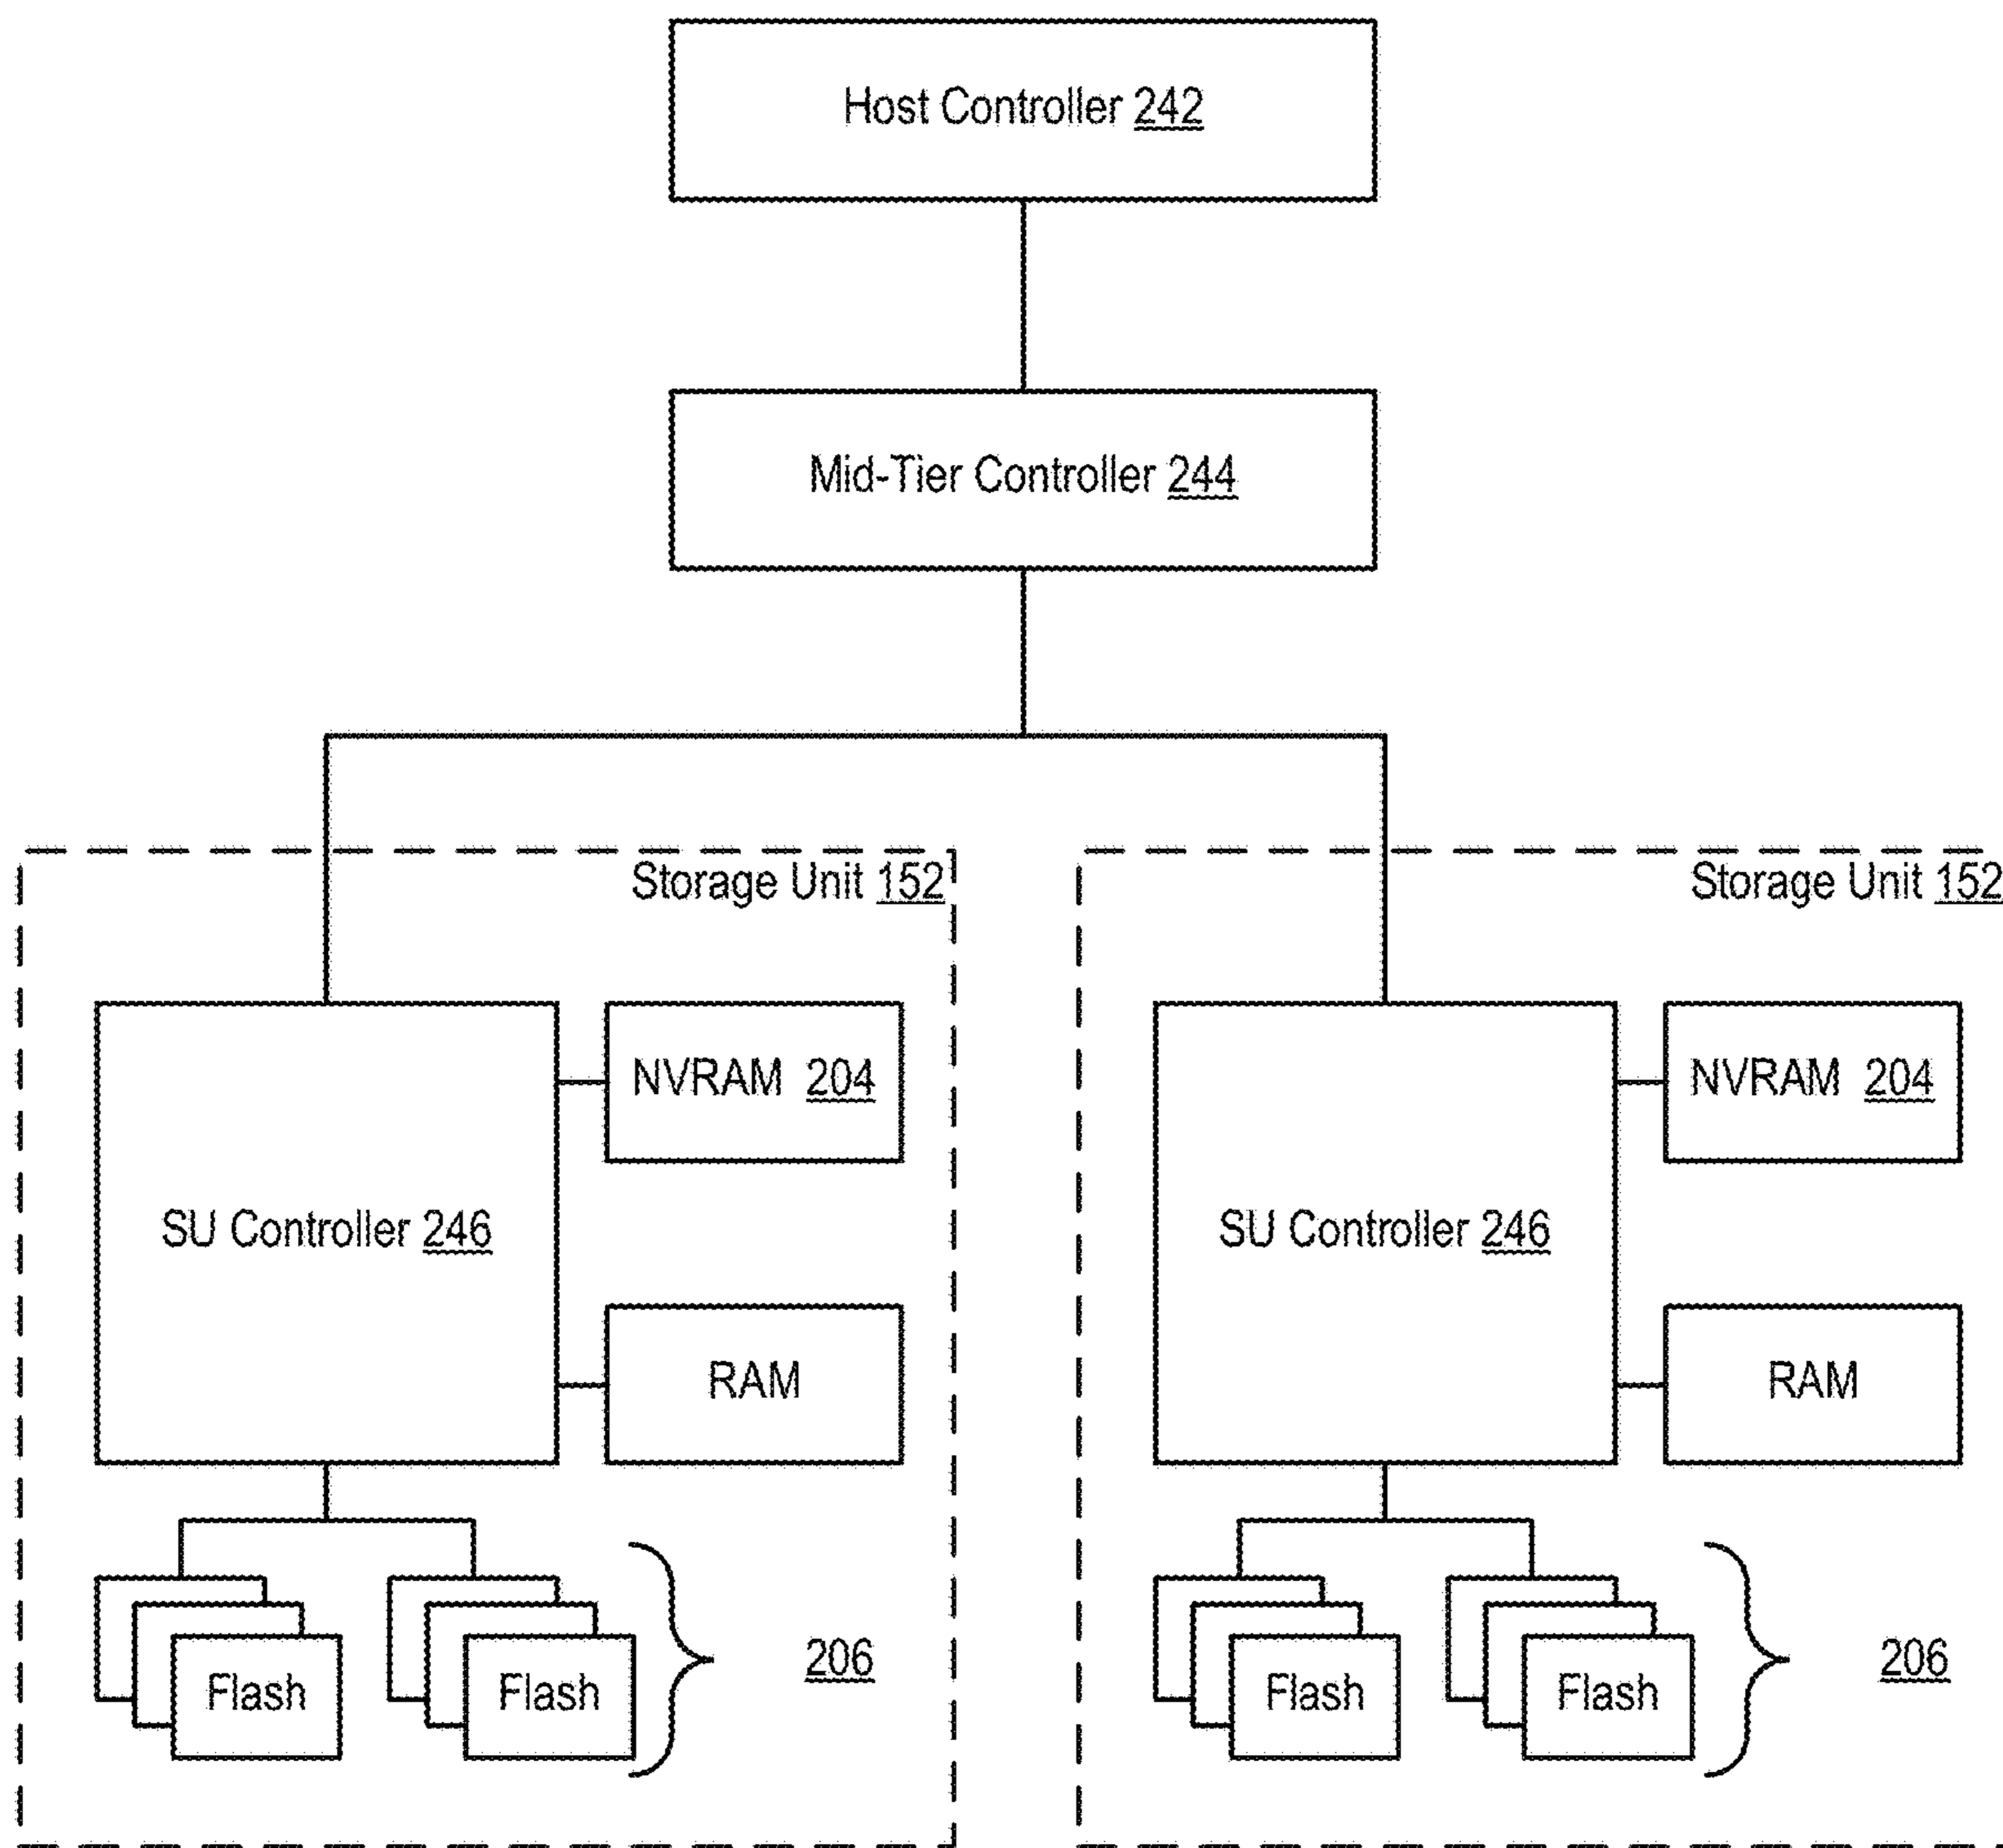 Host Controller 242
Mid-Tier Controller 244
Storage Unit 152
Storage Unit 152
NVRAM 204
NVRAM 204
SU Controller 246
SU Controller 246
RAM
RAM
206
206
Flash
Flash
Flash
Flash